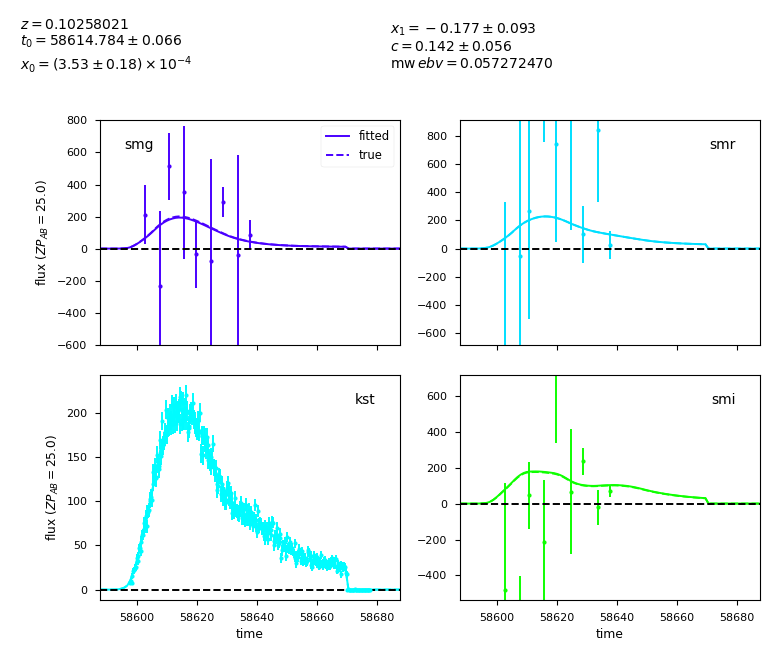 z = 0.10258021
t₀ = 58614.784 ± 0.066
x₀ = (3.53 ± 0.18) × 10⁻⁴
x₁ = −0.177 ± 0.093
c = 0.142 ± 0.056
mw ebv = 0.057272470
800
600
400
200
0
−200
−400
−600
flux (ZP_AB = 25.0)
smg
fitted
true
800
600
400
200
0
−200
−400
−600
smr
200
150
100
50
0
flux (ZP_AB = 25.0)
kst
58600 58620 58640 58660 58680
time
600
400
200
0
−200
−400
smi
58600 58620 58640 58660 58680
time